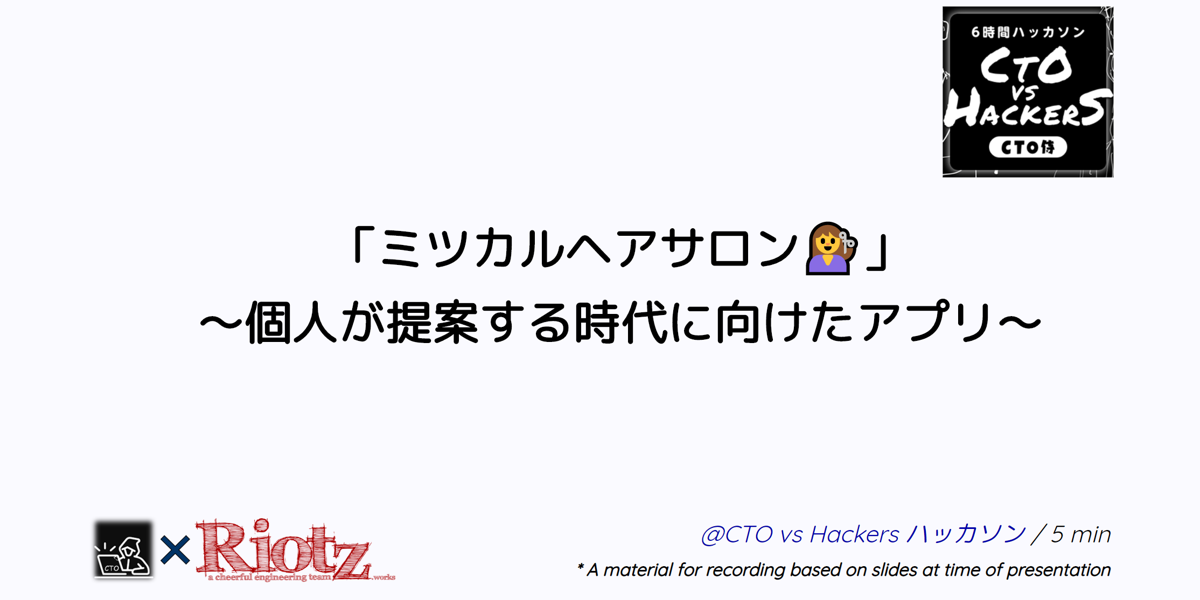 6時間ハッカソン
CTO
VS
HACKERS
CTO侍
「ミツカルヘアサロン💇‍♀️」
〜個人が提案する時代に向けたアプリ〜
CTO
×
Riotz
a cheerful engineering team .works
@CTO vs Hackers ハッカソン / 5 min
* A material for recording based on slides at time of presentation